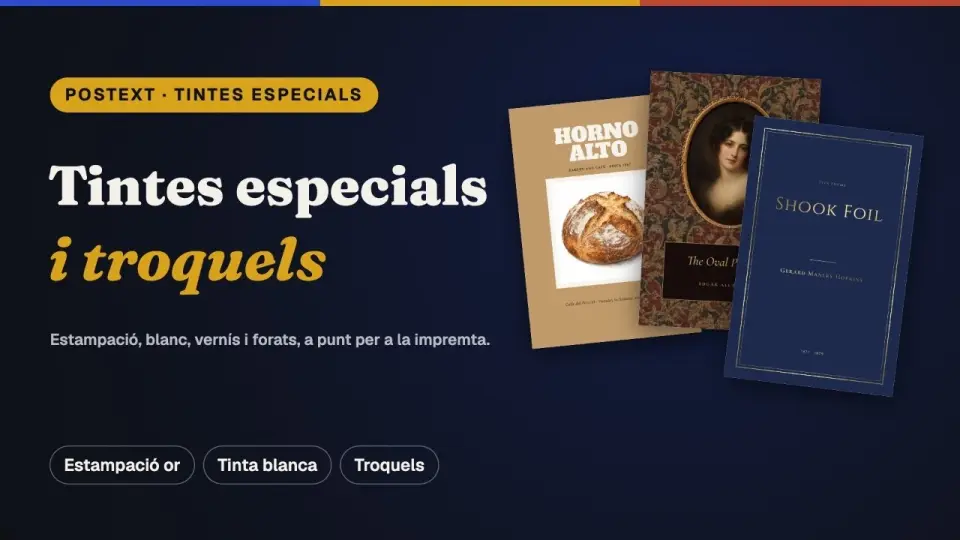 POSTEXT · TINTES ESPECIALS
Tintes especials
i troquels
Estampació, blanc, vernís i forats, a punt per a la impremta.
Estampació or
Tinta blanca
Troquels
HORNO
ALTO
The Oval P
SHOOK FOIL
GERARD MANLEY HOPKINS